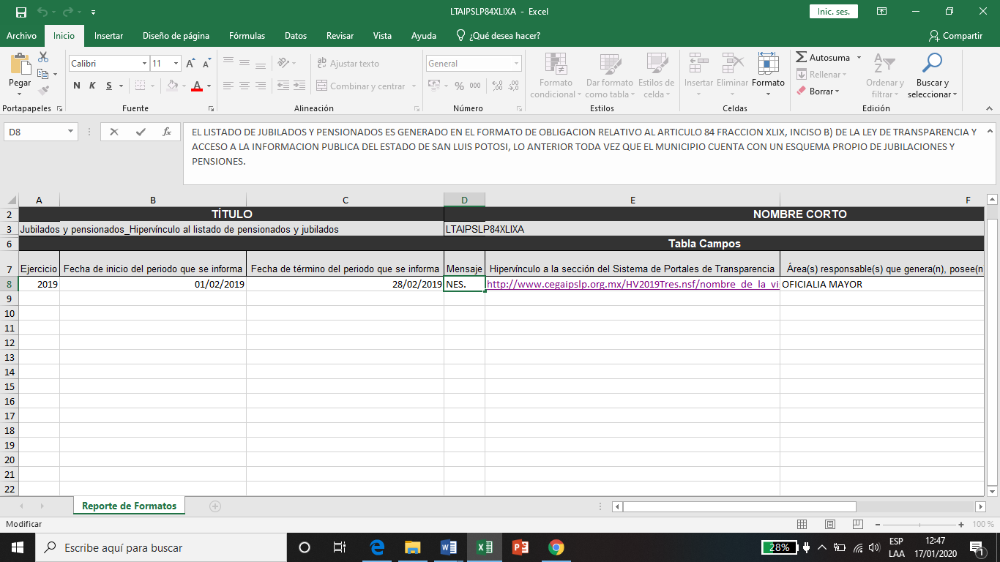 LTAIPSLP84XLIXA - Excel
Inic. ses.
Archivo Inicio Insertar Diseño de página Fórmulas Datos Revisar Vista Ayuda ¿Qué desea hacer? Compartir
Pegar
Calibri 11
N K S
Ajustar texto
Combinar y centrar
General
% 000
Formato condicional
Dar formato como tabla
Estilos de celda
Insertar Eliminar Formato
Autosuma
Rellenar
Borrar
Ordenar y filtrar
Buscar y seleccionar
Portapapeles Fuente Alineación Número Estilos Celdas Edición
D8
fx
EL LISTADO DE JUBILADOS Y PENSIONADOS ES GENERADO EN EL FORMATO DE OBLIGACION RELATIVO AL ARTICULO 84 FRACCION XLIX, INCISO B) DE LA LEY DE TRANSPARENCIA Y
ACCESO A LA INFORMACION PUBLICA DEL ESTADO DE SAN LUIS POTOSI, LO ANTERIOR TODA VEZ QUE EL MUNICIPIO CUENTA CON UN ESQUEMA PROPIO DE JUBILACIONES Y
PENSIONES.
A B C D E F
2 TÍTULO NOMBRE CORTO
3 Jubilados y pensionados_Hipervínculo al listado de pensionados y jubilados LTAIPSLP84XLIXA
6 Tabla Campos
7 Ejercicio Fecha de inicio del periodo que se informa Fecha de término del periodo que se informa Mensaje Hipervínculo a la sección del Sistema de Portales de Transparencia Área(s) responsable(s) que genera(n), posee(n
8 2019 01/02/2019 28/02/2019 NES. http://www.cegaipslp.org.mx/HV2019Tres.nsf/nombre_de_la_vi OFICIALIA MAYOR
9
10
11
12
13
14
15
16
17
18
19
20
21
22
Reporte de Formatos
Modificar
100 %
Escribe aquí para buscar
28%
ESP
LAA
12:47
17/01/2020
1